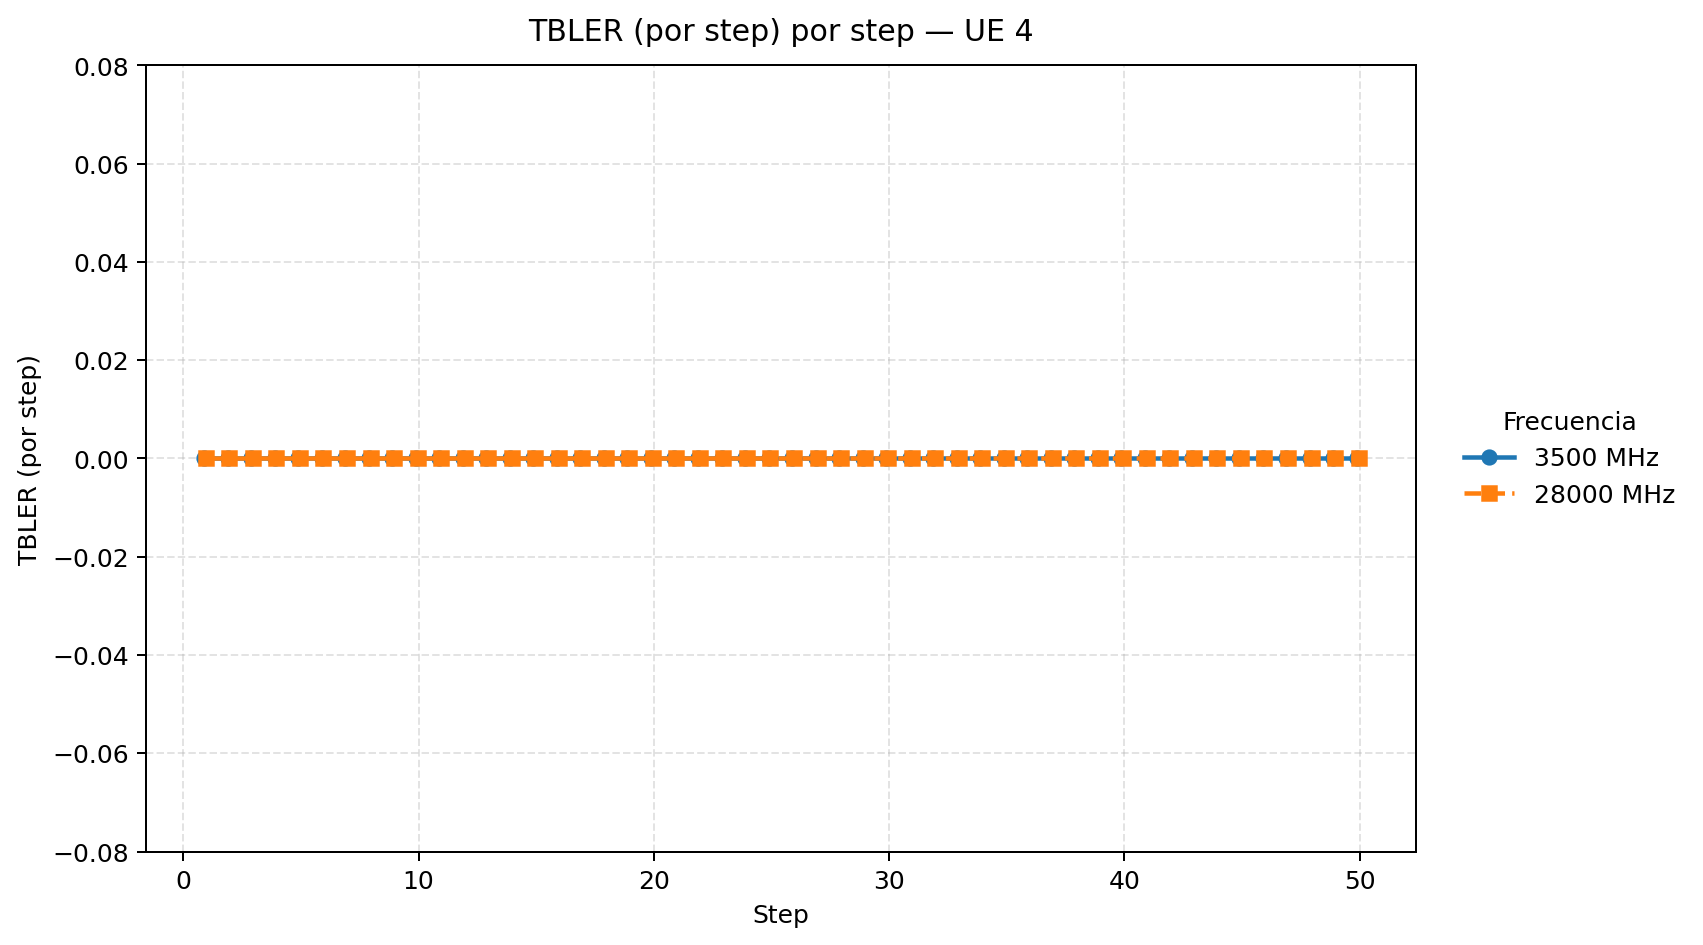 TBLER (por step) por step — UE 4
TBLER (por step)
0.08
0.06
0.04
0.02
0.00
−0.02
−0.04
−0.06
−0.08
0 10 20 30 40 50
Step
Frecuencia
3500 MHz
28000 MHz